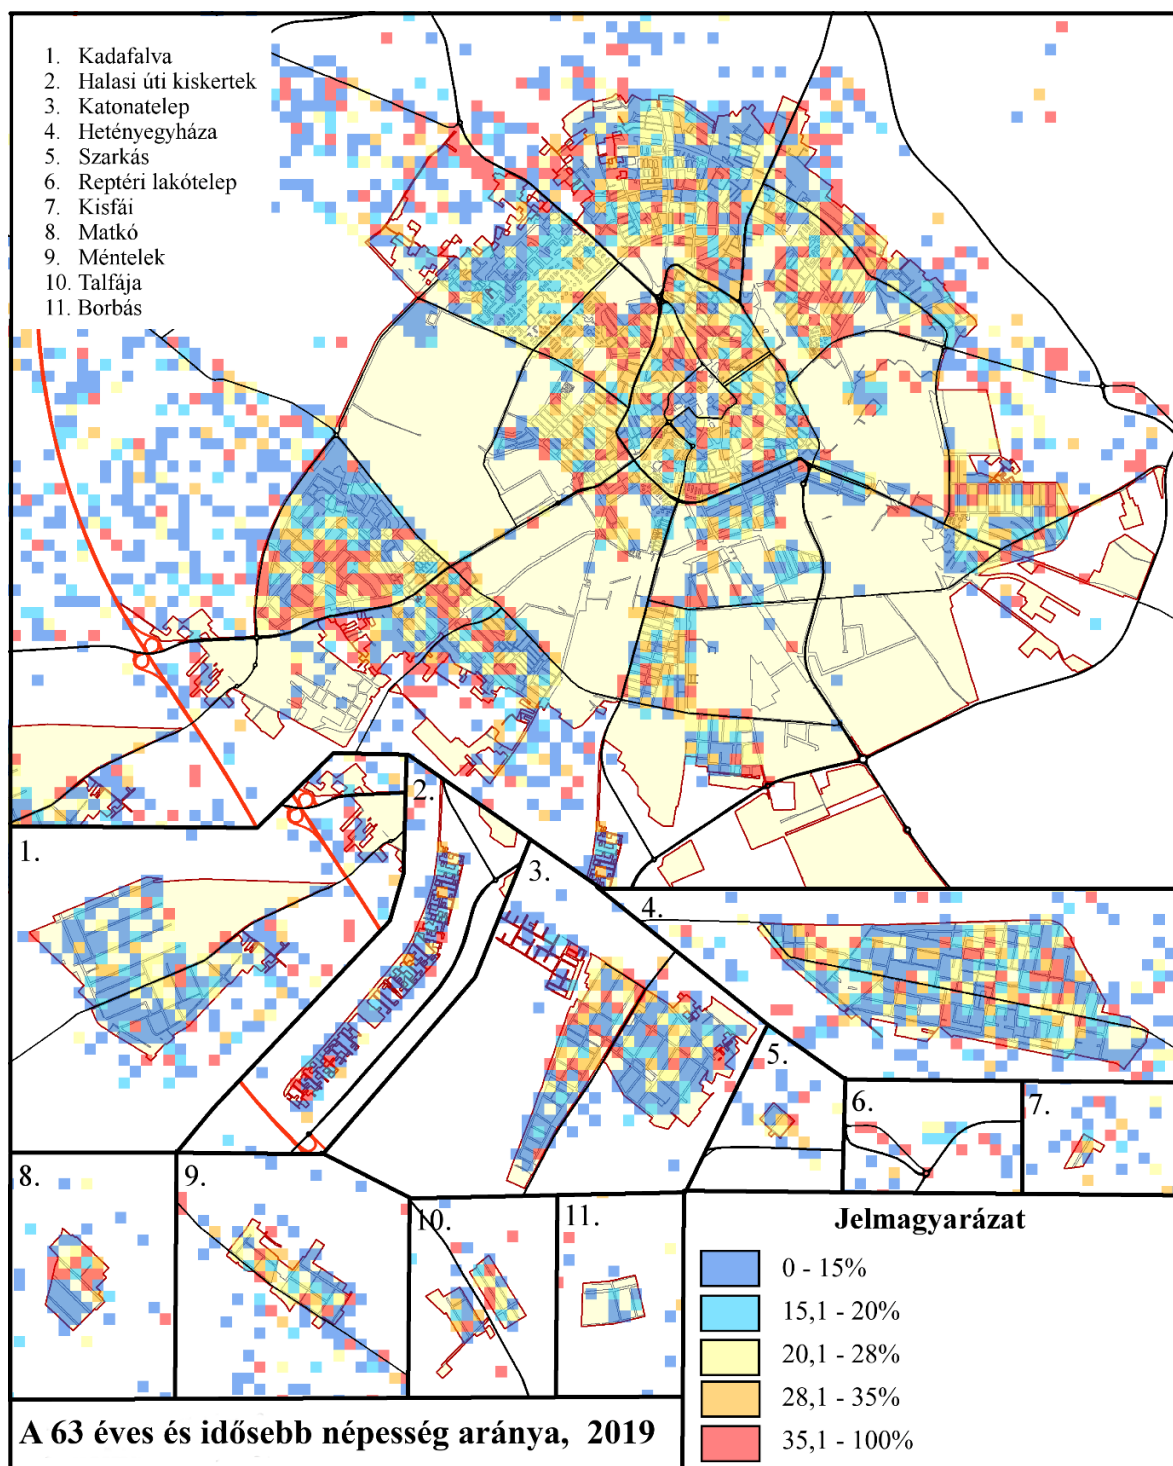 1. Kadafalva
2. Halasi úti kiskertek
3. Katonatelep
4. Hetényegyháza
5. Szarkás
6. Reptéri lakótelep
7. Kisfái
8. Matkó
9. Méntelek
10. Talfája
11. Borbás
1.
2.
3.
4.
5.
6.
7.
8.
9.
10.
11.
Jelmagyarázat
0 - 15%
15,1 - 20%
20,1 - 28%
28,1 - 35%
35,1 - 100%
A 63 éves és idősebb népesség aránya, 2019